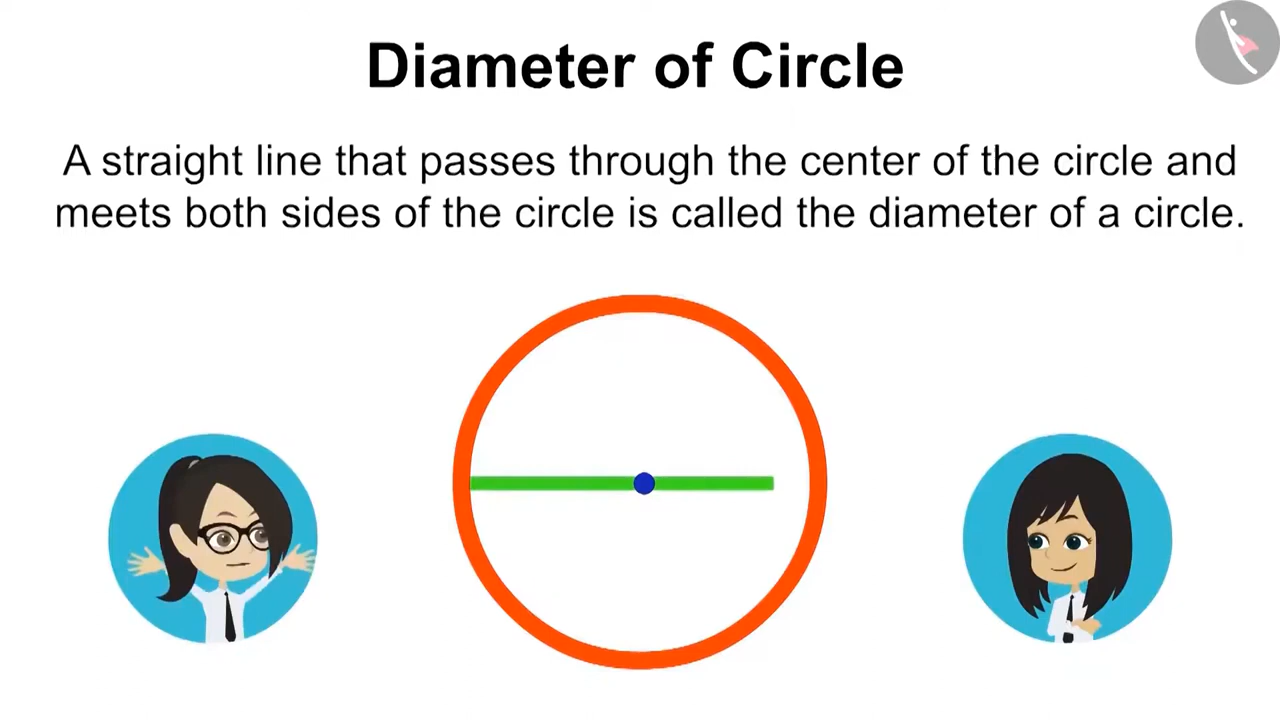 Diameter of Circle
A straight line that passes through the center of the circle and
meets both sides of the circle is called the diameter of a circle.